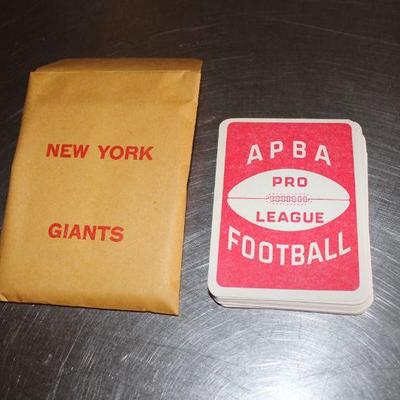 NEW YORK
GIANTS
APBA
PRO
LEAGUE
FOOTBALL